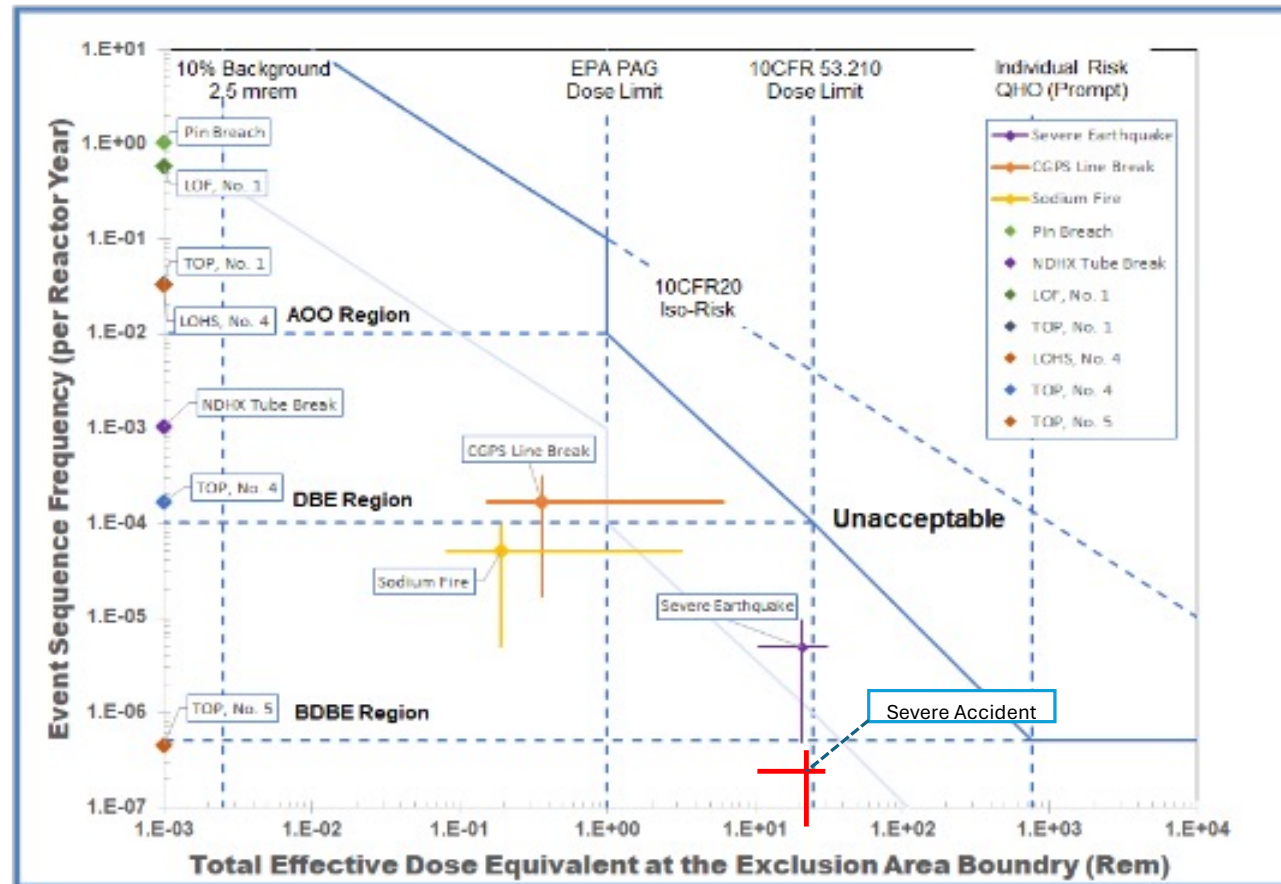 1.E+01
1.E+00
1.E-01
1.E-02
1.E-03
1.E-04
1.E-05
1.E-06
1.E-07
Event Sequence Frequency (per Reactor Year)
10% Background
2.5 mrem
EPA PAG
Dose Limit
10CFR 53.210
Dose Limit
Individual Risk
QHO (Prompt)
Pin Breach
LOF, No. 1
TOP, No. 1
LOHS, No. 4
AOO Region
10CFR20
Iso-Risk
NDHX Tube Break
CGPS Line Break
TOP, No. 4
DBE Region
Unacceptable
Sodium Fire
Severe Earthquake
TOP, No. 5
BDBE Region
Severe Accident
Severe Earthquake
CGPS Line Break
Sodium Fire
Pin Breach
NDHX Tube Break
LOF, No. 1
TOP, No. 1
LOHS, No. 4
TOP, No. 4
TOP, No. 5
1.E-03
1.E-02
1.E-01
1.E+00
1.E+01
1.E+02
1.E+03
1.E+04
Total Effective Dose Equivalent at the Exclusion Area Boundry (Rem)